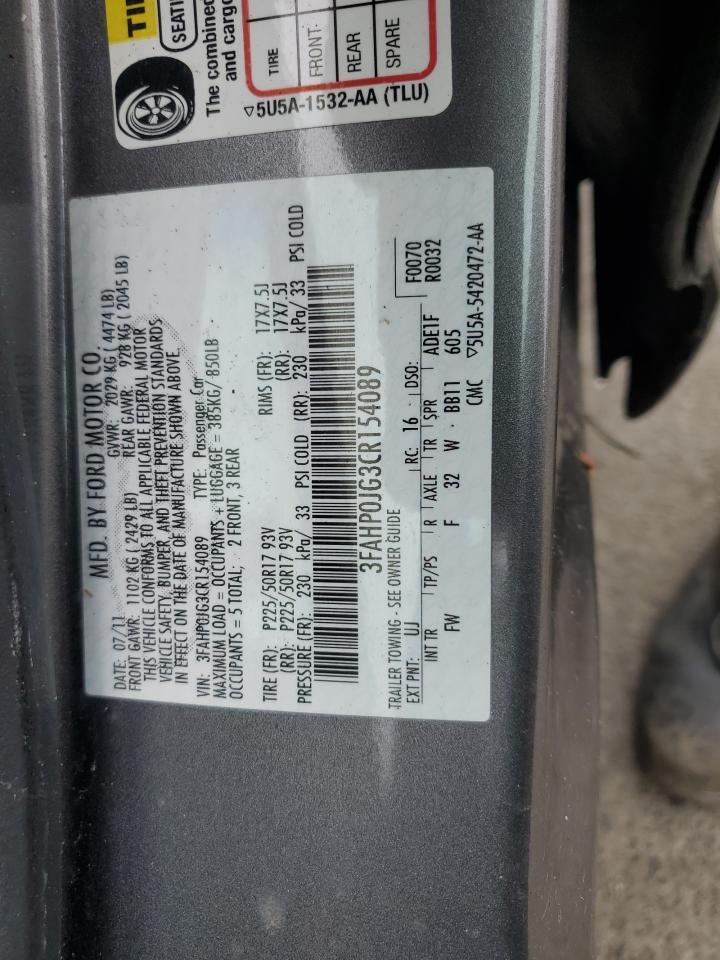 TIRE
SEATI
The combined
and cargo
TIRE
FRONT
REAR
SPARE
▽5U5A-1532-AA (TLU)
MFD. BY FORD MOTOR CO.
DATE: 07/11 GVWR: 2029 KG ( 4474 LB)
FRONT GAWR: 1102 KG ( 2429 LB) REAR GAWR: 928 KG ( 2045 LB)
THIS VEHICLE CONFORMS TO ALL APPLICABLE FEDERAL MOTOR
VEHICLE SAFETY, BUMPER, AND THEFT PREVENTION STANDARDS
IN EFFECT ON THE DATE OF MANUFACTURE SHOWN ABOVE.
VIN: 3FAHP0JG3CR154089 TYPE: Passenger Car
MAXIMUM LOAD = OCCUPANTS + LUGGAGE = 385KG/ 850LB
OCCUPANTS = 5 TOTAL; 2 FRONT, 3 REAR
TIRE (FR): P225/50R17 93V RIMS (FR): 17X7.5J
(RR): P225/50R17 93V (RR): 17X7.5J
PRESSURE (FR): 230 kPa/ 33 PSI COLD (RR): 230 kPa/ 33 PSI COLD
3FAHP0JG3CR154089
TRAILER TOWING - SEE OWNER GUIDE F0070
EXT PNT: UJ RC: 16 DSO: R0032
INT TR TP/PS R AXLE TR SPR ADE1F
FW F 32 W BB11 605
CMC ▽5U5A-5420472-AA